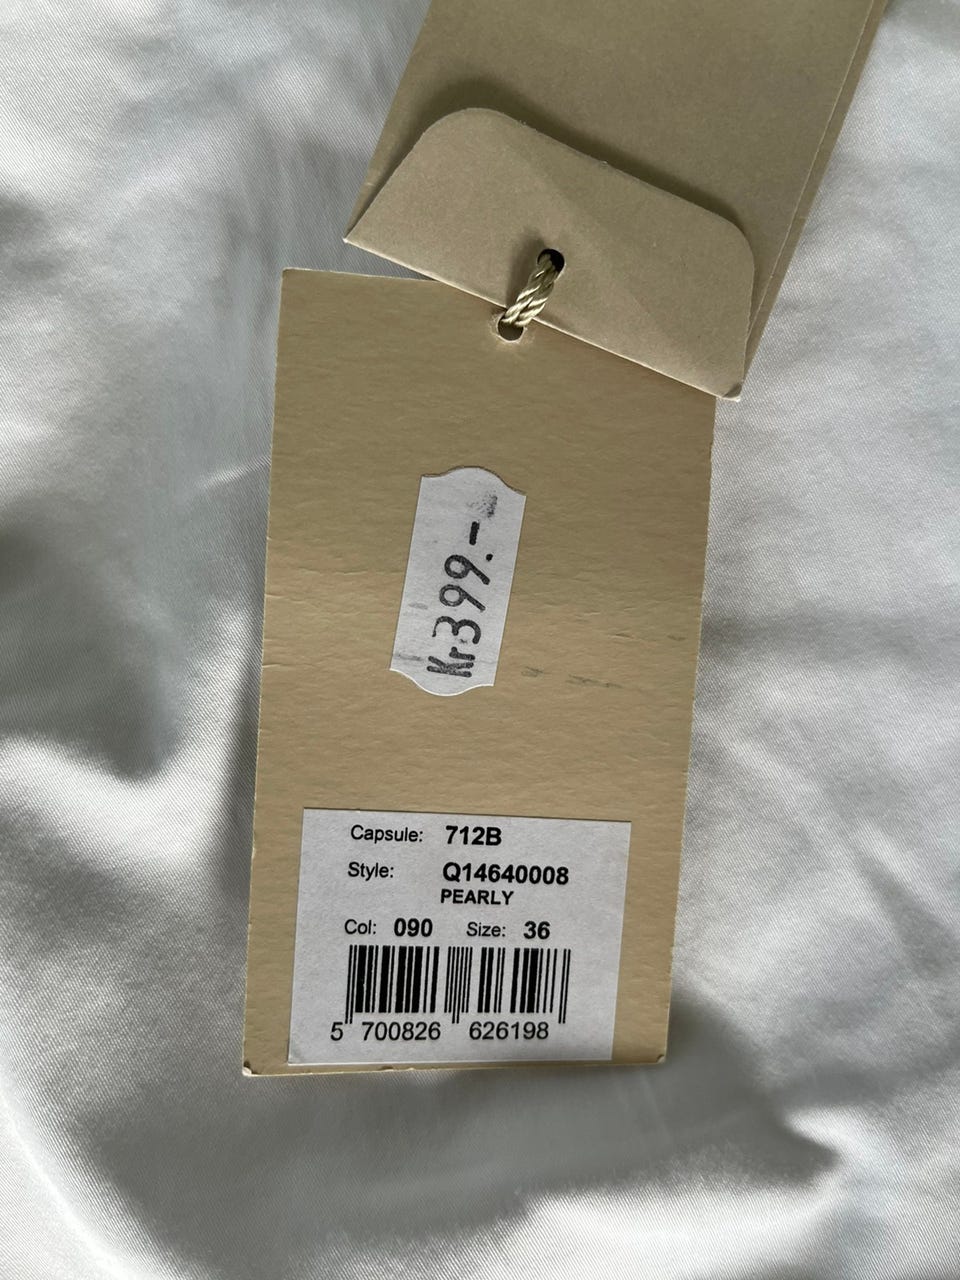 Kr399.-
Capsule: 712B
Style: Q14640008
PEARLY
Col: 090 Size: 36
5 700826 626198